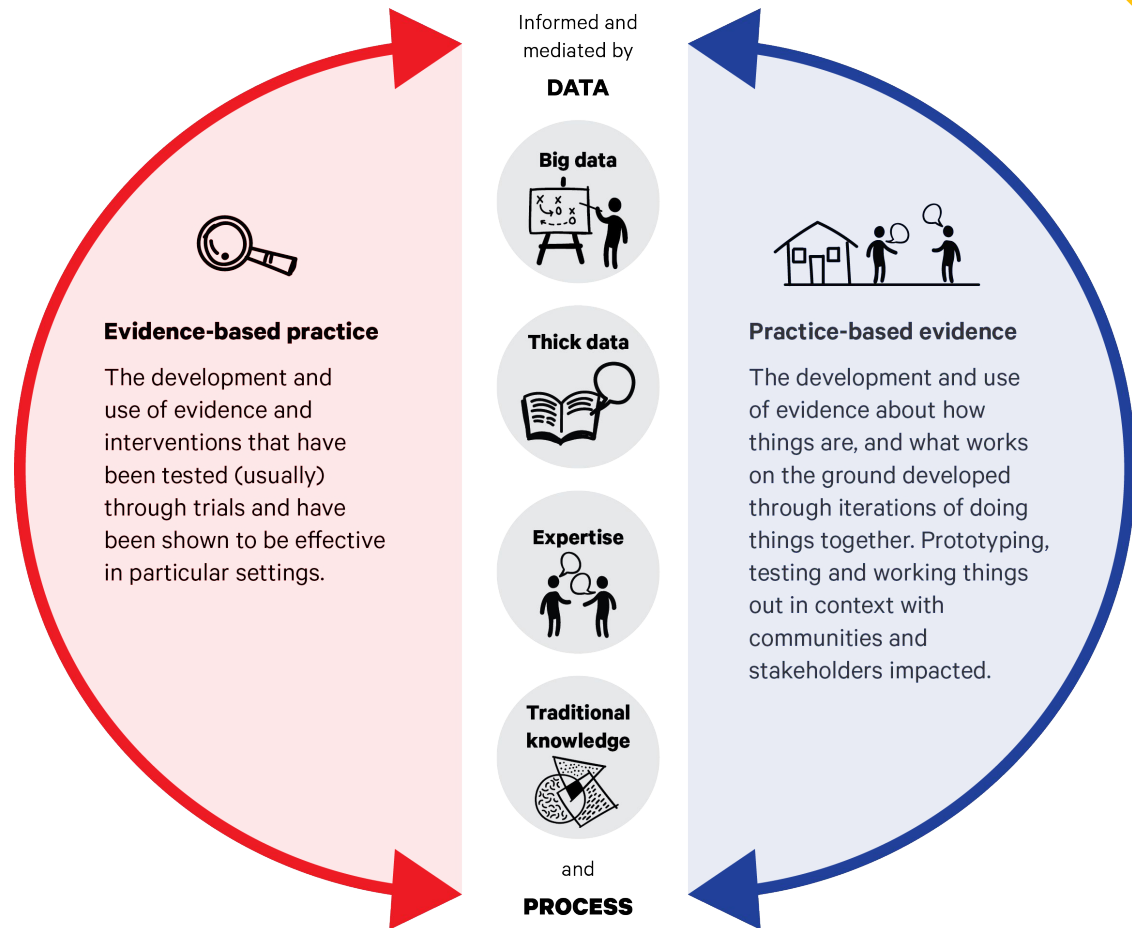 Informed and
mediated by
DATA
Big data
Thick data
Expertise
Traditional
knowledge
and
PROCESS
Evidence-based practice
The development and
use of evidence and
interventions that have
been tested (usually)
through trials and have
been shown to be effective
in particular settings.
Practice-based evidence
The development and use
of evidence about how
things are, and what works
on the ground developed
through iterations of doing
things together. Prototyping,
testing and working things
out in context with
communities and
stakeholders impacted.